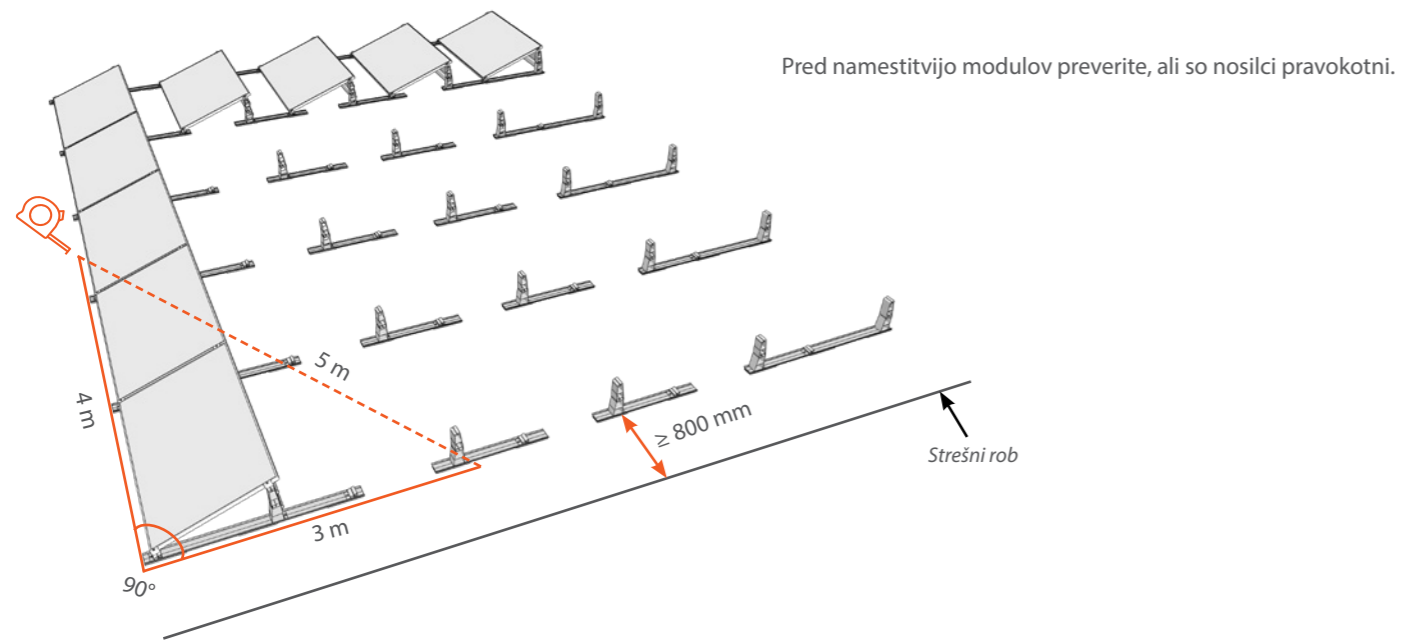 Pred namestitvijo modulov preverite, ali so nosilci pravokotni.
5 m
4 m
≥ 800 mm
Strešni rob
3 m
90°